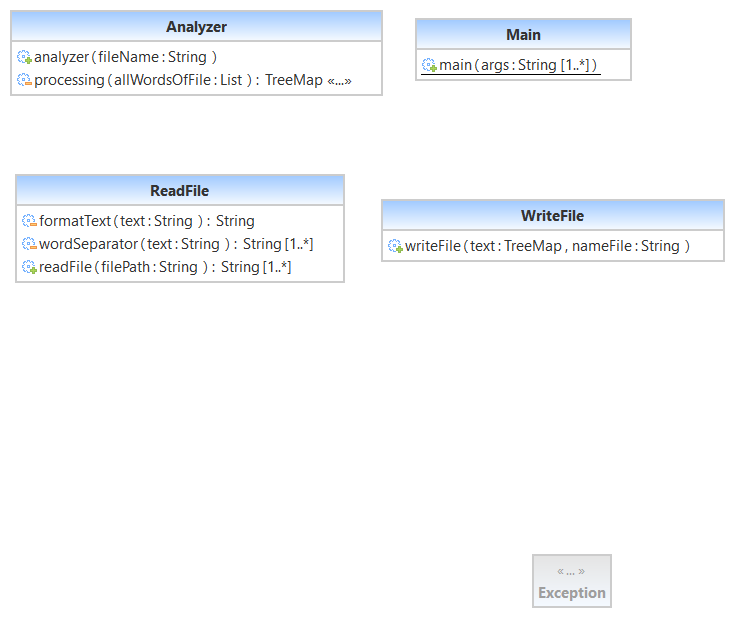 Analyzer
analyzer(fileName:String )
processing(allWordsOfFile:List ): TreeMap «...»
Main
main(args:String [1..*])
ReadFile
formatText(text:String ): String
wordSeparator(text:String ): String [1..*]
readFile(filePath:String ): String [1..*]
WriteFile
writeFile(text:TreeMap , nameFile:String )
«...»
Exception